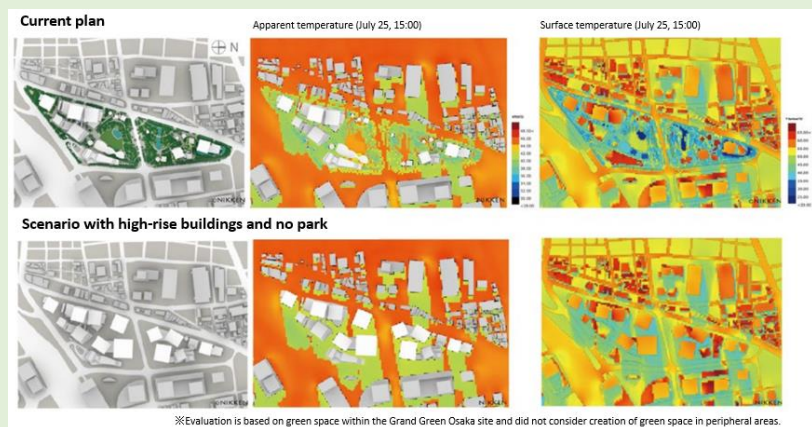 Current plan
Apparent temperature (July 25, 15:00)
Surface temperature (July 25, 15:00)
N
©NIKKEN
NIKKEN
©NIKKEN
Scenario with high-rise buildings and no park
©NIKKEN
NIKKEN
NIKKEN
※Evaluation is based on green space within the Grand Green Osaka site and did not consider creation of green space in peripheral areas.